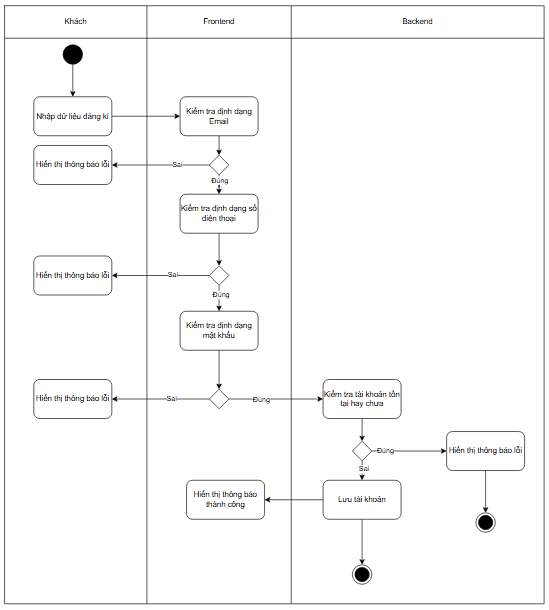 Khách
Frontend
Backend
Nhập dữ liệu đăng kí
Kiểm tra định dạng
Email
Hiển thị thông báo lỗi
Sai
Đúng
Kiểm tra định dạng số
điện thoại
Hiển thị thông báo lỗi
Sai
Đúng
Kiểm tra định dạng
mật khẩu
Hiển thị thông báo lỗi
Sai
Đúng
Kiểm tra tài khoản tồn
tại hay chưa
Đúng
Hiển thị thông báo lỗi
Sai
Hiển thị thông báo
thành công
Lưu tài khoản